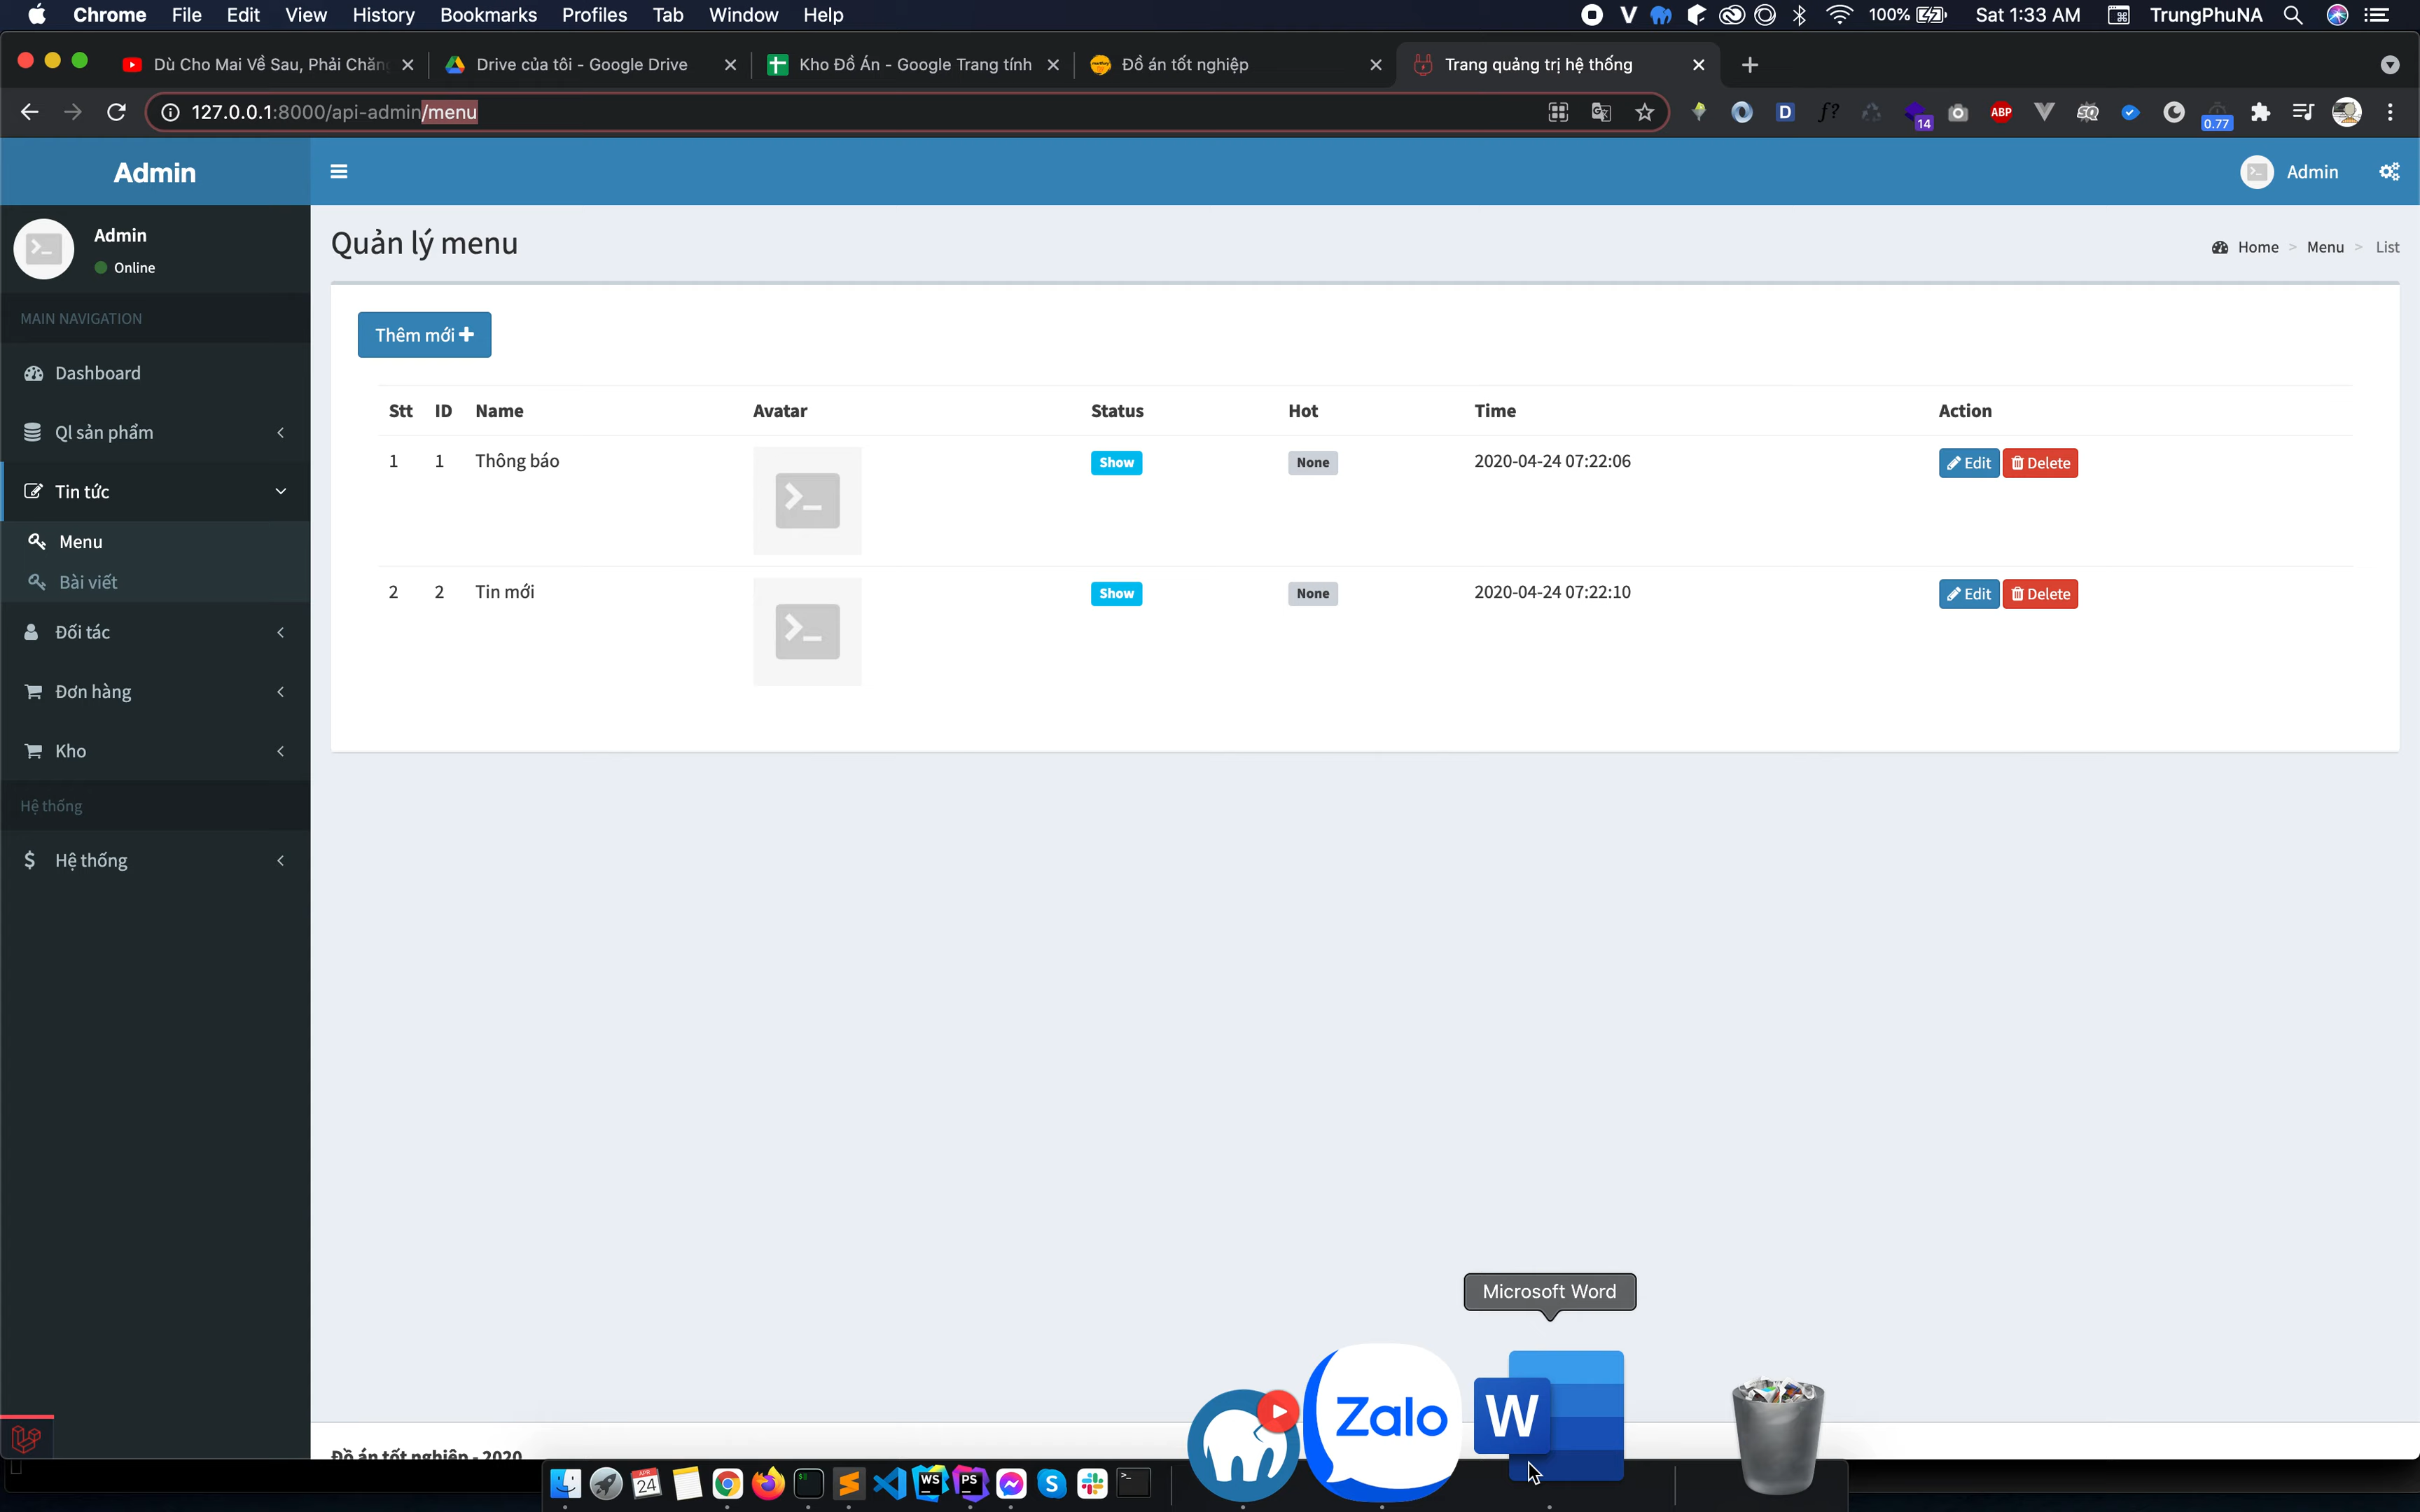 Chrome File Edit View History Bookmarks Profiles Tab Window Help 100% Sat 1:33 AM TrungPhuNA
Dù Cho Mai Về Sau, Phải Chăng Drive của tôi - Google Drive Kho Đồ Án - Google Trang tính Đồ án tốt nghiệp Trang quảng trị hệ thống
127.0.0.1:8000/api-admin/menu
D ƒ? 14 ABP 0.77
Admin
Admin
Admin
Online
Quản lý menu
Home > Menu > List
MAIN NAVIGATION
Thêm mới
Dashboard
Ql sản phẩm
Tin tức
Menu
Bài viết
Đối tác
Đơn hàng
Kho
Hệ thống
Hệ thống
Stt ID Name Avatar Status Hot Time Action
1 1 Thông báo Show None 2020-04-24 07:22:06 Edit Delete
2 2 Tin mới Show None 2020-04-24 07:22:10 Edit Delete
Microsoft Word
Zalo
W
Đồ án tốt nghiệp - 2020
APR
24
WS PS S